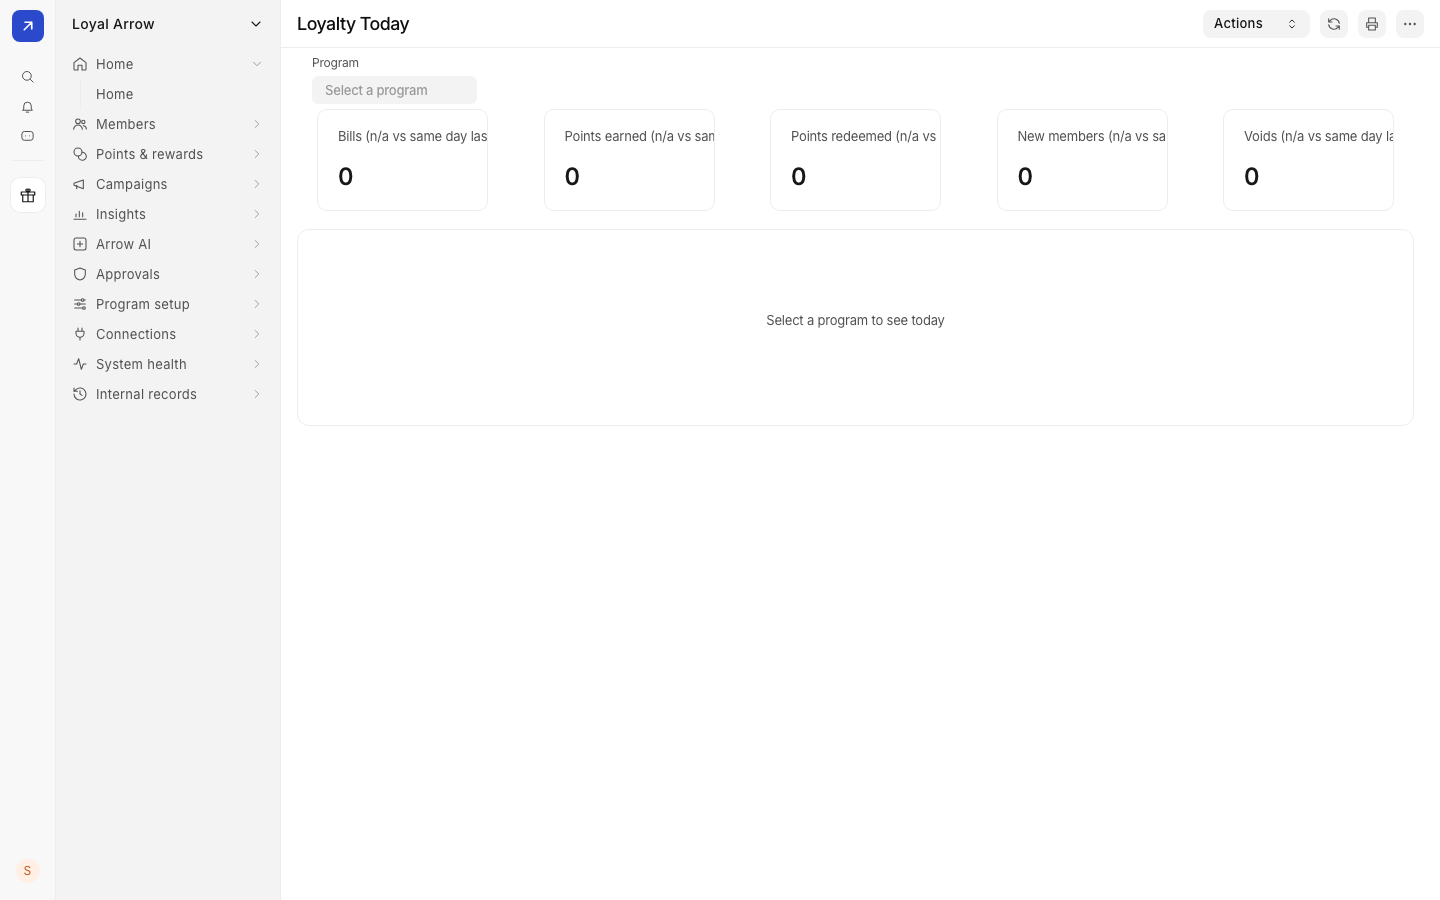 Loyal Arrow
Home
Home
Members
Points & rewards
Campaigns
Insights
Arrow AI
Approvals
Program setup
Connections
System health
Internal records
S
Loyalty Today
Actions
Program
Select a program
Bills (n/a vs same day las
0
Points earned (n/a vs sam
0
Points redeemed (n/a vs
0
New members (n/a vs sa
0
Voids (n/a vs same day la
0
Select a program to see today